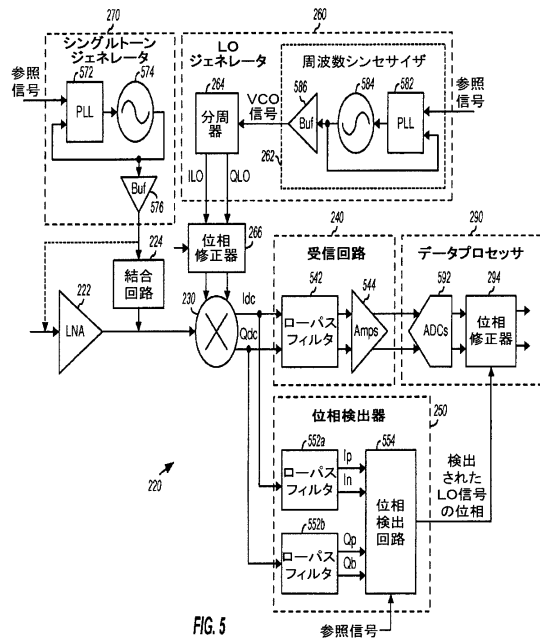 270
シングルトーン
ジェネレータ
参照
信号
572
PLL
574
Buf
576
260
LO
ジェネレータ
264
分周
器
VCO
信号
周波数シンセサイザ
586
Buf
584
582
PLL
参照
信号
262
ILO
QLO
266
位相
修正器
224
結合
回路
222
LNA
230
Idc
Qdc
240
受信回路
542
ローパス
フィルタ
544
Amps
290
データプロセッサ
592
ADCs
294
位相
修正器
250
位相検出器
552a
ローパス
フィルタ
Ip
In
552b
ローパス
フィルタ
Qp
Qb
554
位相
検出
回路
検出
された
LO信号
の位相
参照信号
220
FIG. 5